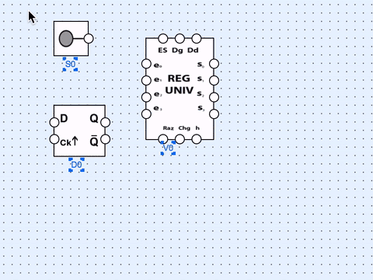 S0
D Q
Ck↑ Q̅
D0
ES Dg Dd
e₀ s₀
REG
e₁ s₁
UNIV
e₂ s₂
e₃ s₃
Raz Chg h
V0